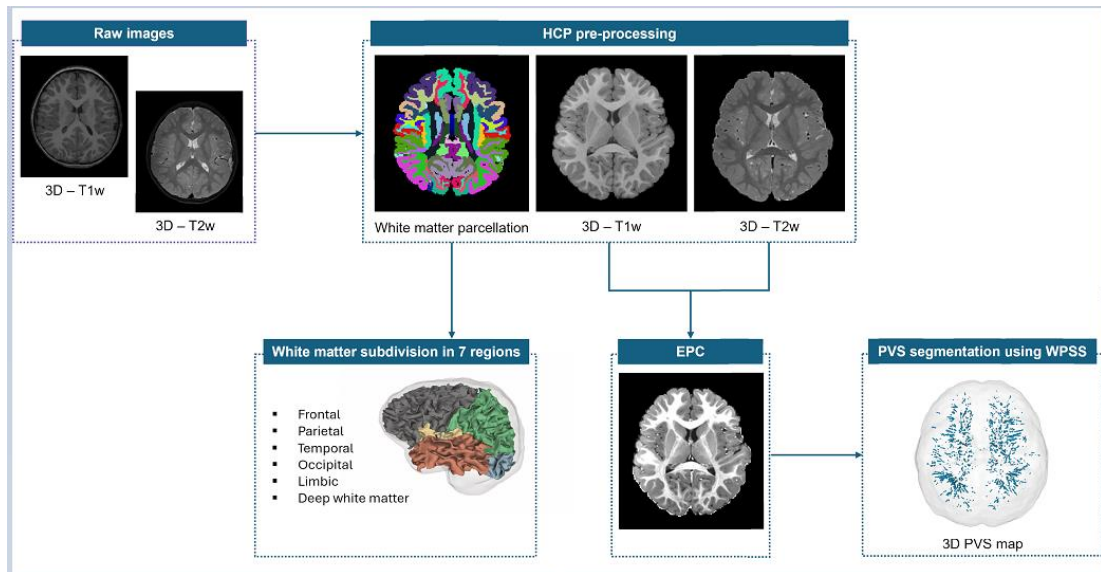 Raw images
3D – T1w
3D – T2w
HCP pre-processing
White matter parcellation
3D – T1w
3D – T2w
White matter subdivision in 7 regions
▪ Frontal
▪ Parietal
▪ Temporal
▪ Occipital
▪ Limbic
▪ Deep white matter
EPC
PVS segmentation using WPSS
3D PVS map